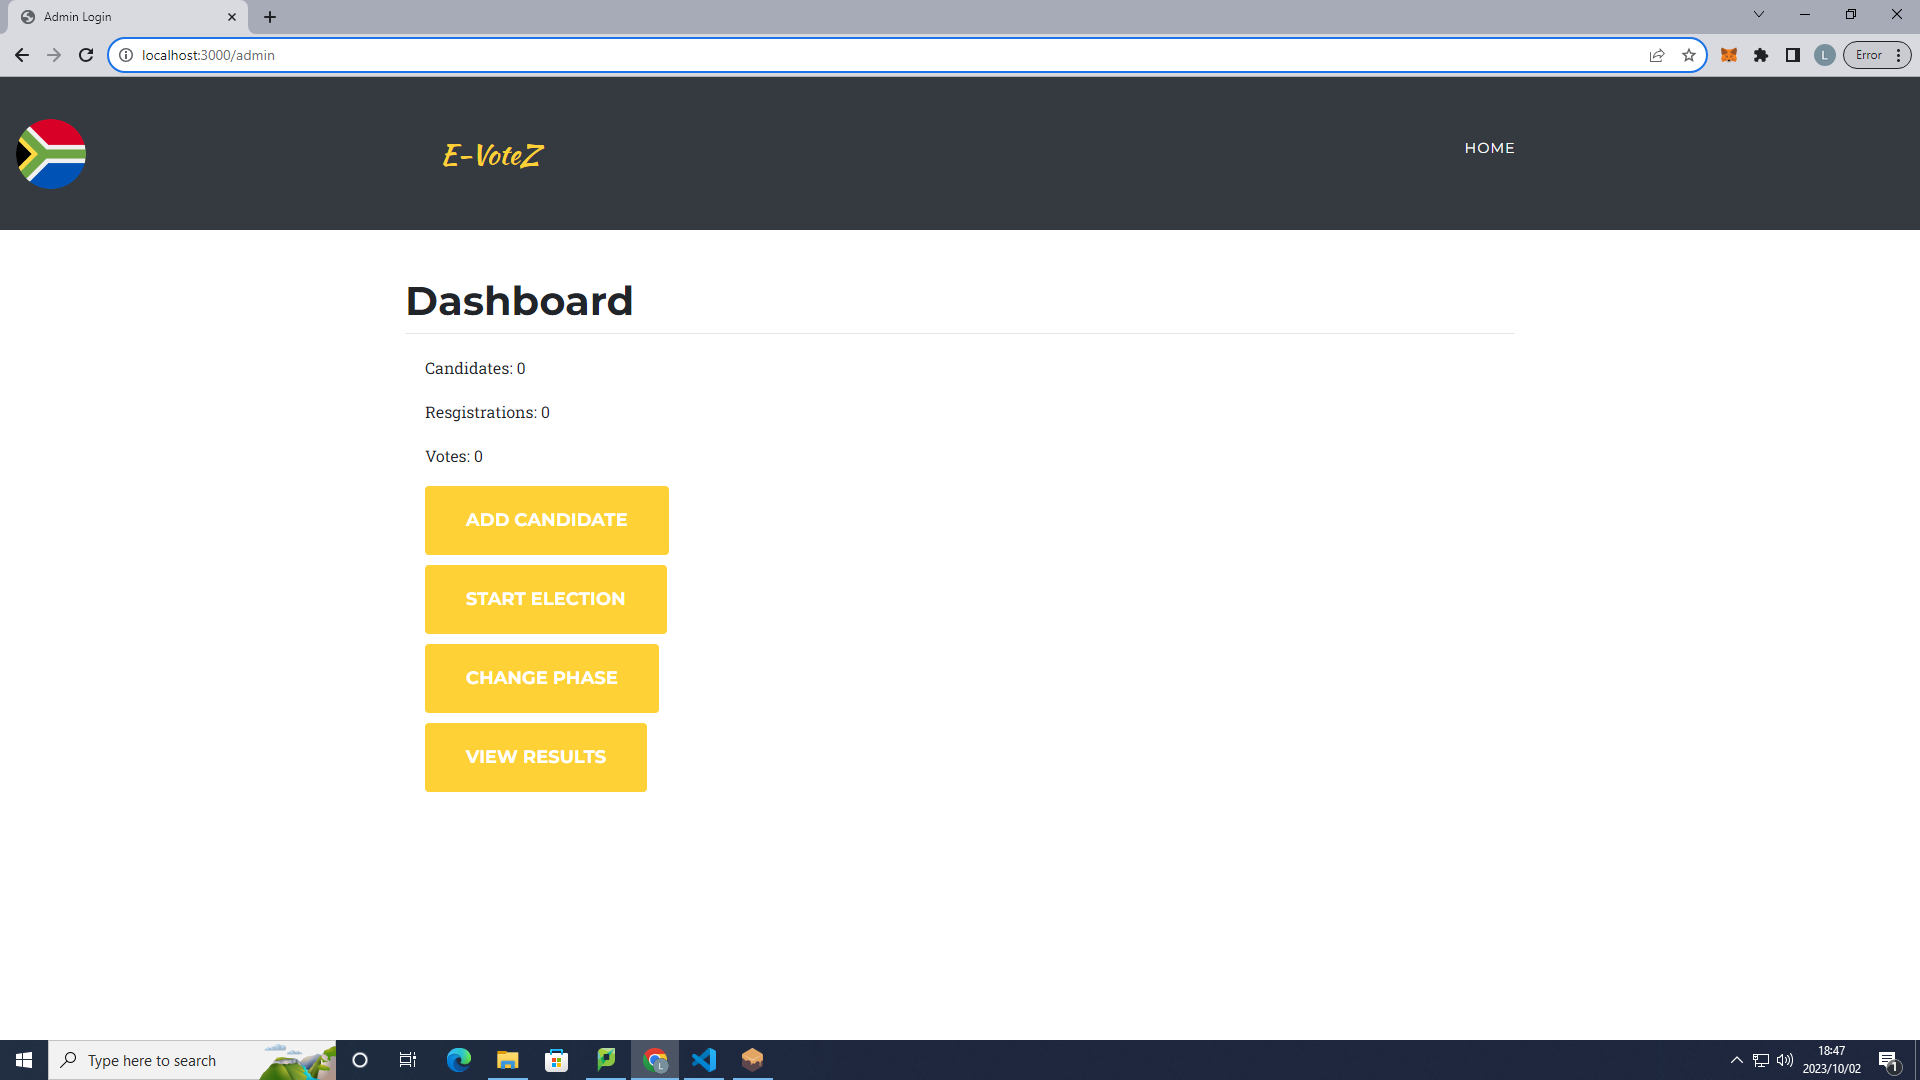 Admin Login
localhost:3000/admin
L
Error
E-VoteZ
HOME
Dashboard
Candidates: 0
Resgistrations: 0
Votes: 0
ADD CANDIDATE
START ELECTION
CHANGE PHASE
VIEW RESULTS
Type here to search
L
18:47
2023/10/02
1